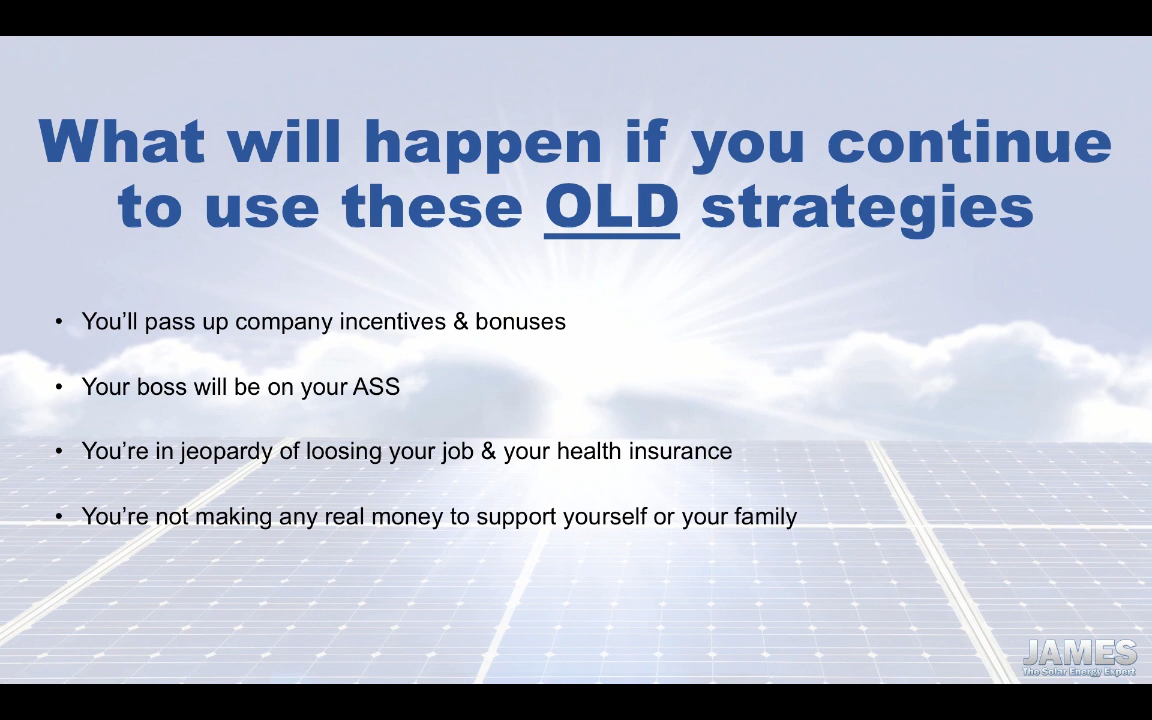 What will happen if you continue
to use these OLD strategies
• You’ll pass up company incentives & bonuses
• Your boss will be on your ASS
• You’re in jeopardy of loosing your job & your health insurance
• You’re not making any real money to support yourself or your family
JAMES
The Solar Energy Expert